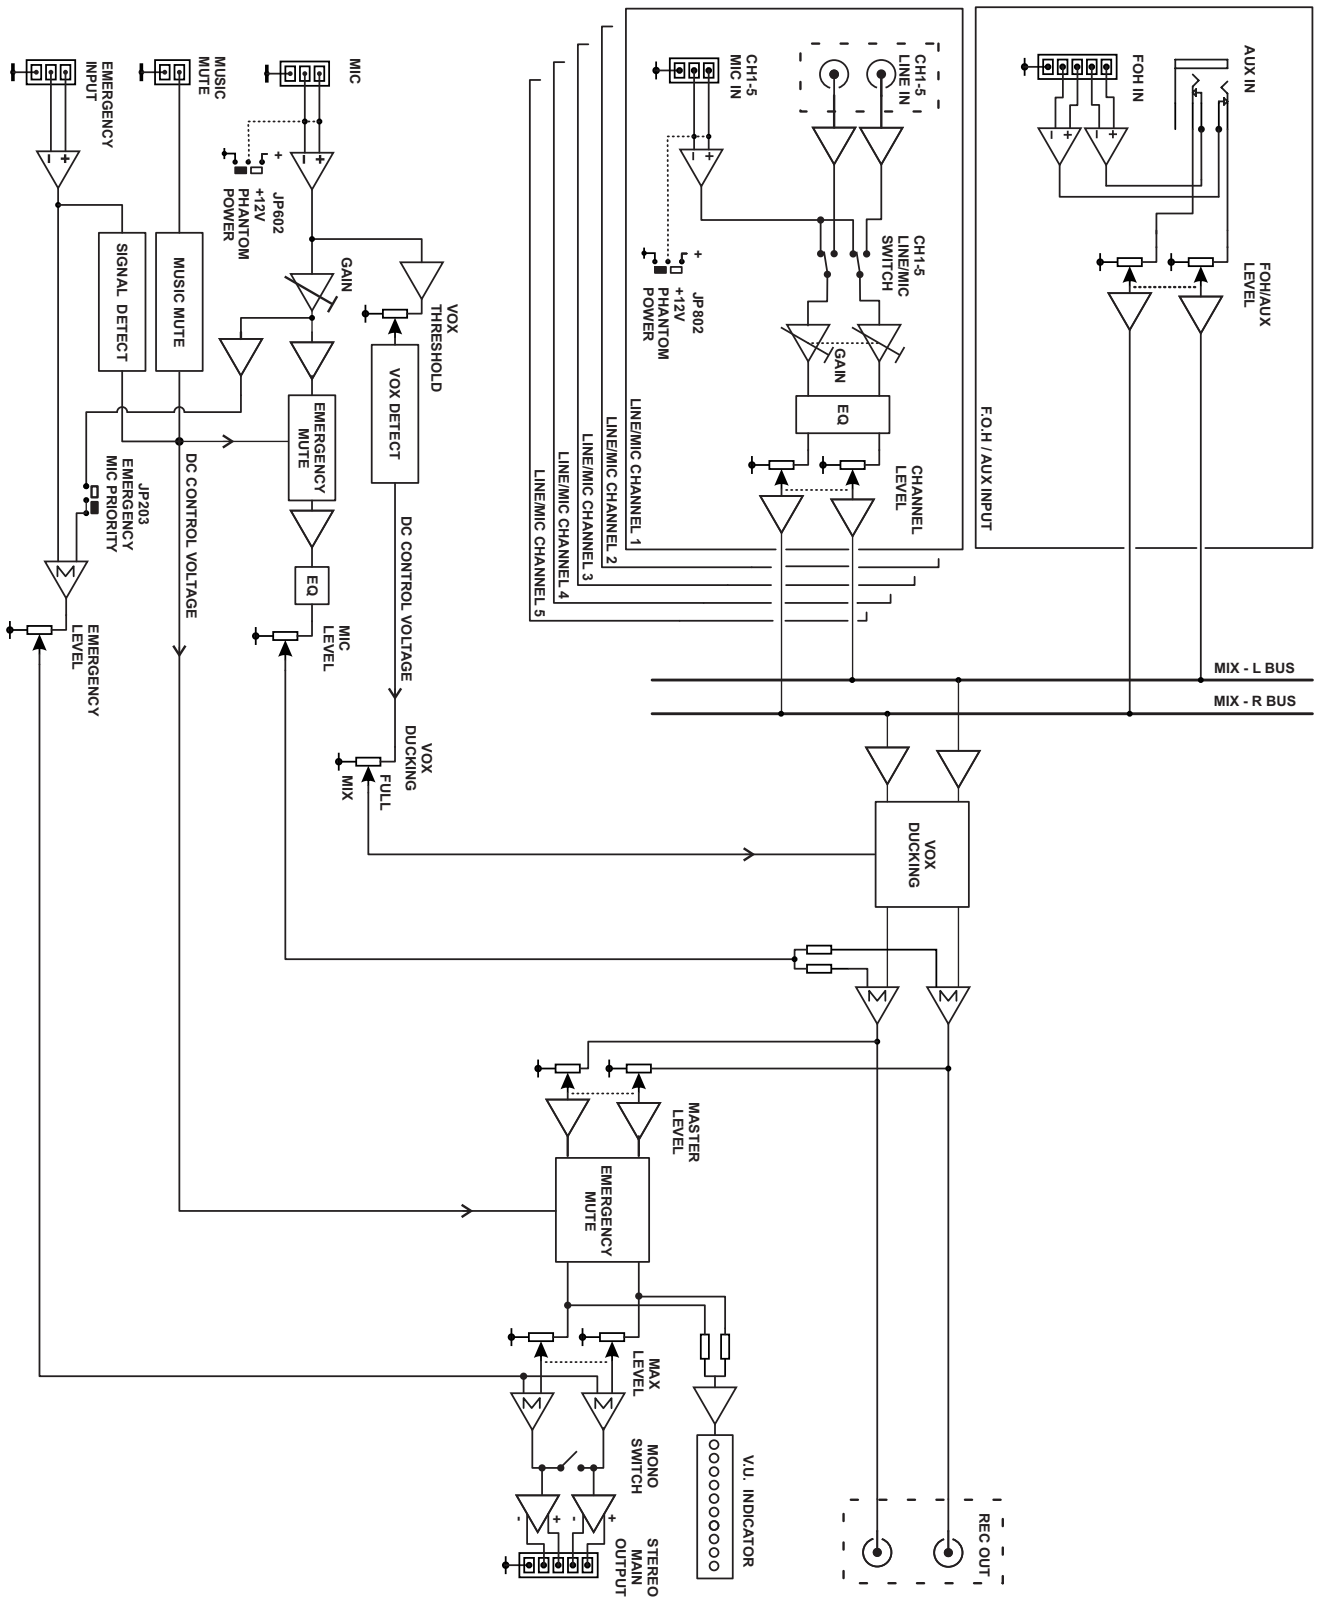 AUX IN
FOH IN
FOH/AUX
LEVEL
F.O.H / AUX INPUT
CH1-5
LINE IN
CH1-5
MIC IN
CH1-5
LINE/MIC
SWITCH
JP802
+12V
PHANTOM
POWER
+
GAIN
EQ
CHANNEL
LEVEL
LINE/MIC CHANNEL 1
LINE/MIC CHANNEL 2
LINE/MIC CHANNEL 3
LINE/MIC CHANNEL 4
LINE/MIC CHANNEL 5
MIX - L BUS
MIX - R BUS
MIC
MUSIC
MUTE
EMERGENCY
INPUT
JP602
+12V
PHANTOM
POWER
+
GAIN
VOX
THRESHOLD
VOX DETECT
MUSIC MUTE
SIGNAL DETECT
EMERGENCY
MUTE
EQ
MIC
LEVEL
DC CONTROL VOLTAGE
DC CONTROL VOLTAGE
JP203
EMERGENCY
MIC PRIORITY
EMERGENCY
LEVEL
VOX
DUCKING
FULL
MIX
VOX
DUCKING
MASTER
LEVEL
EMERGENCY
MUTE
MAX
LEVEL
MONO
SWITCH
V.U. INDICATOR
STEREO
MAIN
OUTPUT
REC OUT